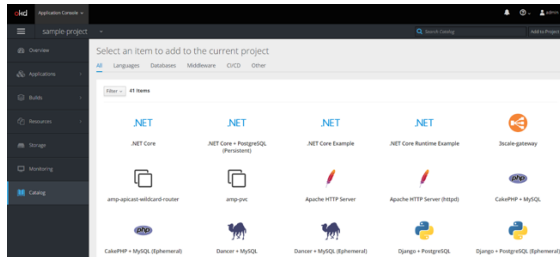 okd Application Console admin
sample-project Search Catalog Add to Project
Overview
Applications
Builds
Resources
Storage
Monitoring
Catalog
Select an item to add to the current project
All Languages Databases Middleware CI/CD Other
Filter 41 Items
.NET .NET .NET .NET
.NET Core .NET Core + PostgreSQL (Persistent) .NET Core Example .NET Core Runtime Example 3scale-gateway
amp-apicast-wildcard-router amp-pvc Apache HTTP Server Apache HTTP Server (httpd) CakePHP + MySQL
php
php
CakePHP + MySQL (Ephemeral) Dancer + MySQL Dancer + MySQL (Ephemeral) Django + PostgreSQL Django + PostgreSQL (Ephemeral)